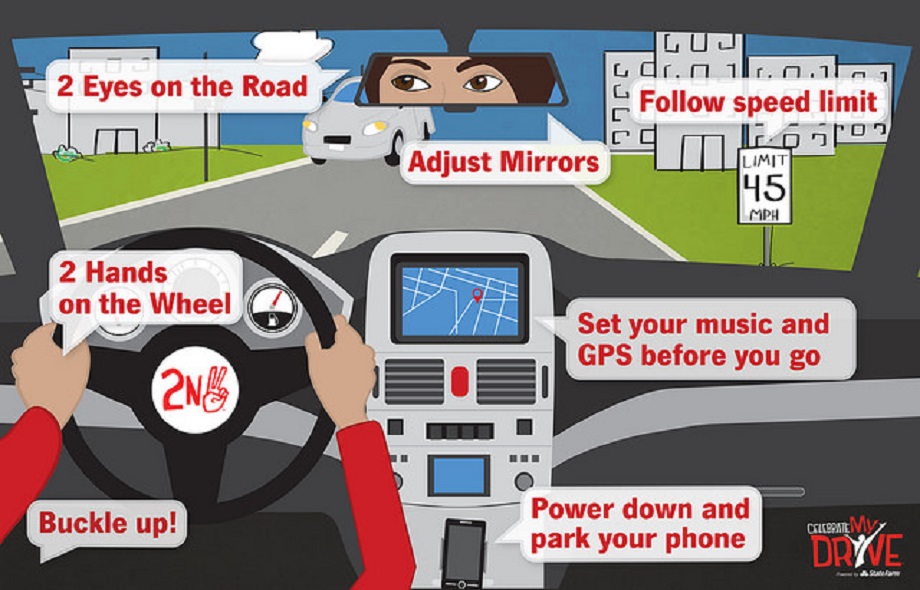 2 Eyes on the Road
Adjust Mirrors
Follow speed limit
LIMIT
45
MPH
2 Hands
on the Wheel
2N
Set your music and
GPS before you go
Buckle up!
Power down and
park your phone
CELEBRATE MY
DRIVE
Powered by State Farm